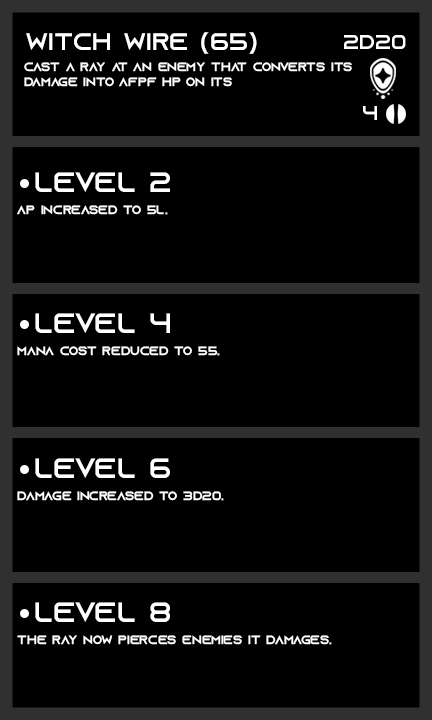 WITCH WIRE (65)
2D20
CAST A RAY AT AN ENEMY THAT CONVERTS ITS
DAMAGE INTO AFPF HP ON ITS
4
•LEVEL 2
AP INCREASED TO 5L.
•LEVEL 4
MANA COST REDUCED TO 55.
•LEVEL 6
DAMAGE INCREASED TO 3D20.
•LEVEL 8
THE RAY NOW PIERCES ENEMIES IT DAMAGES.